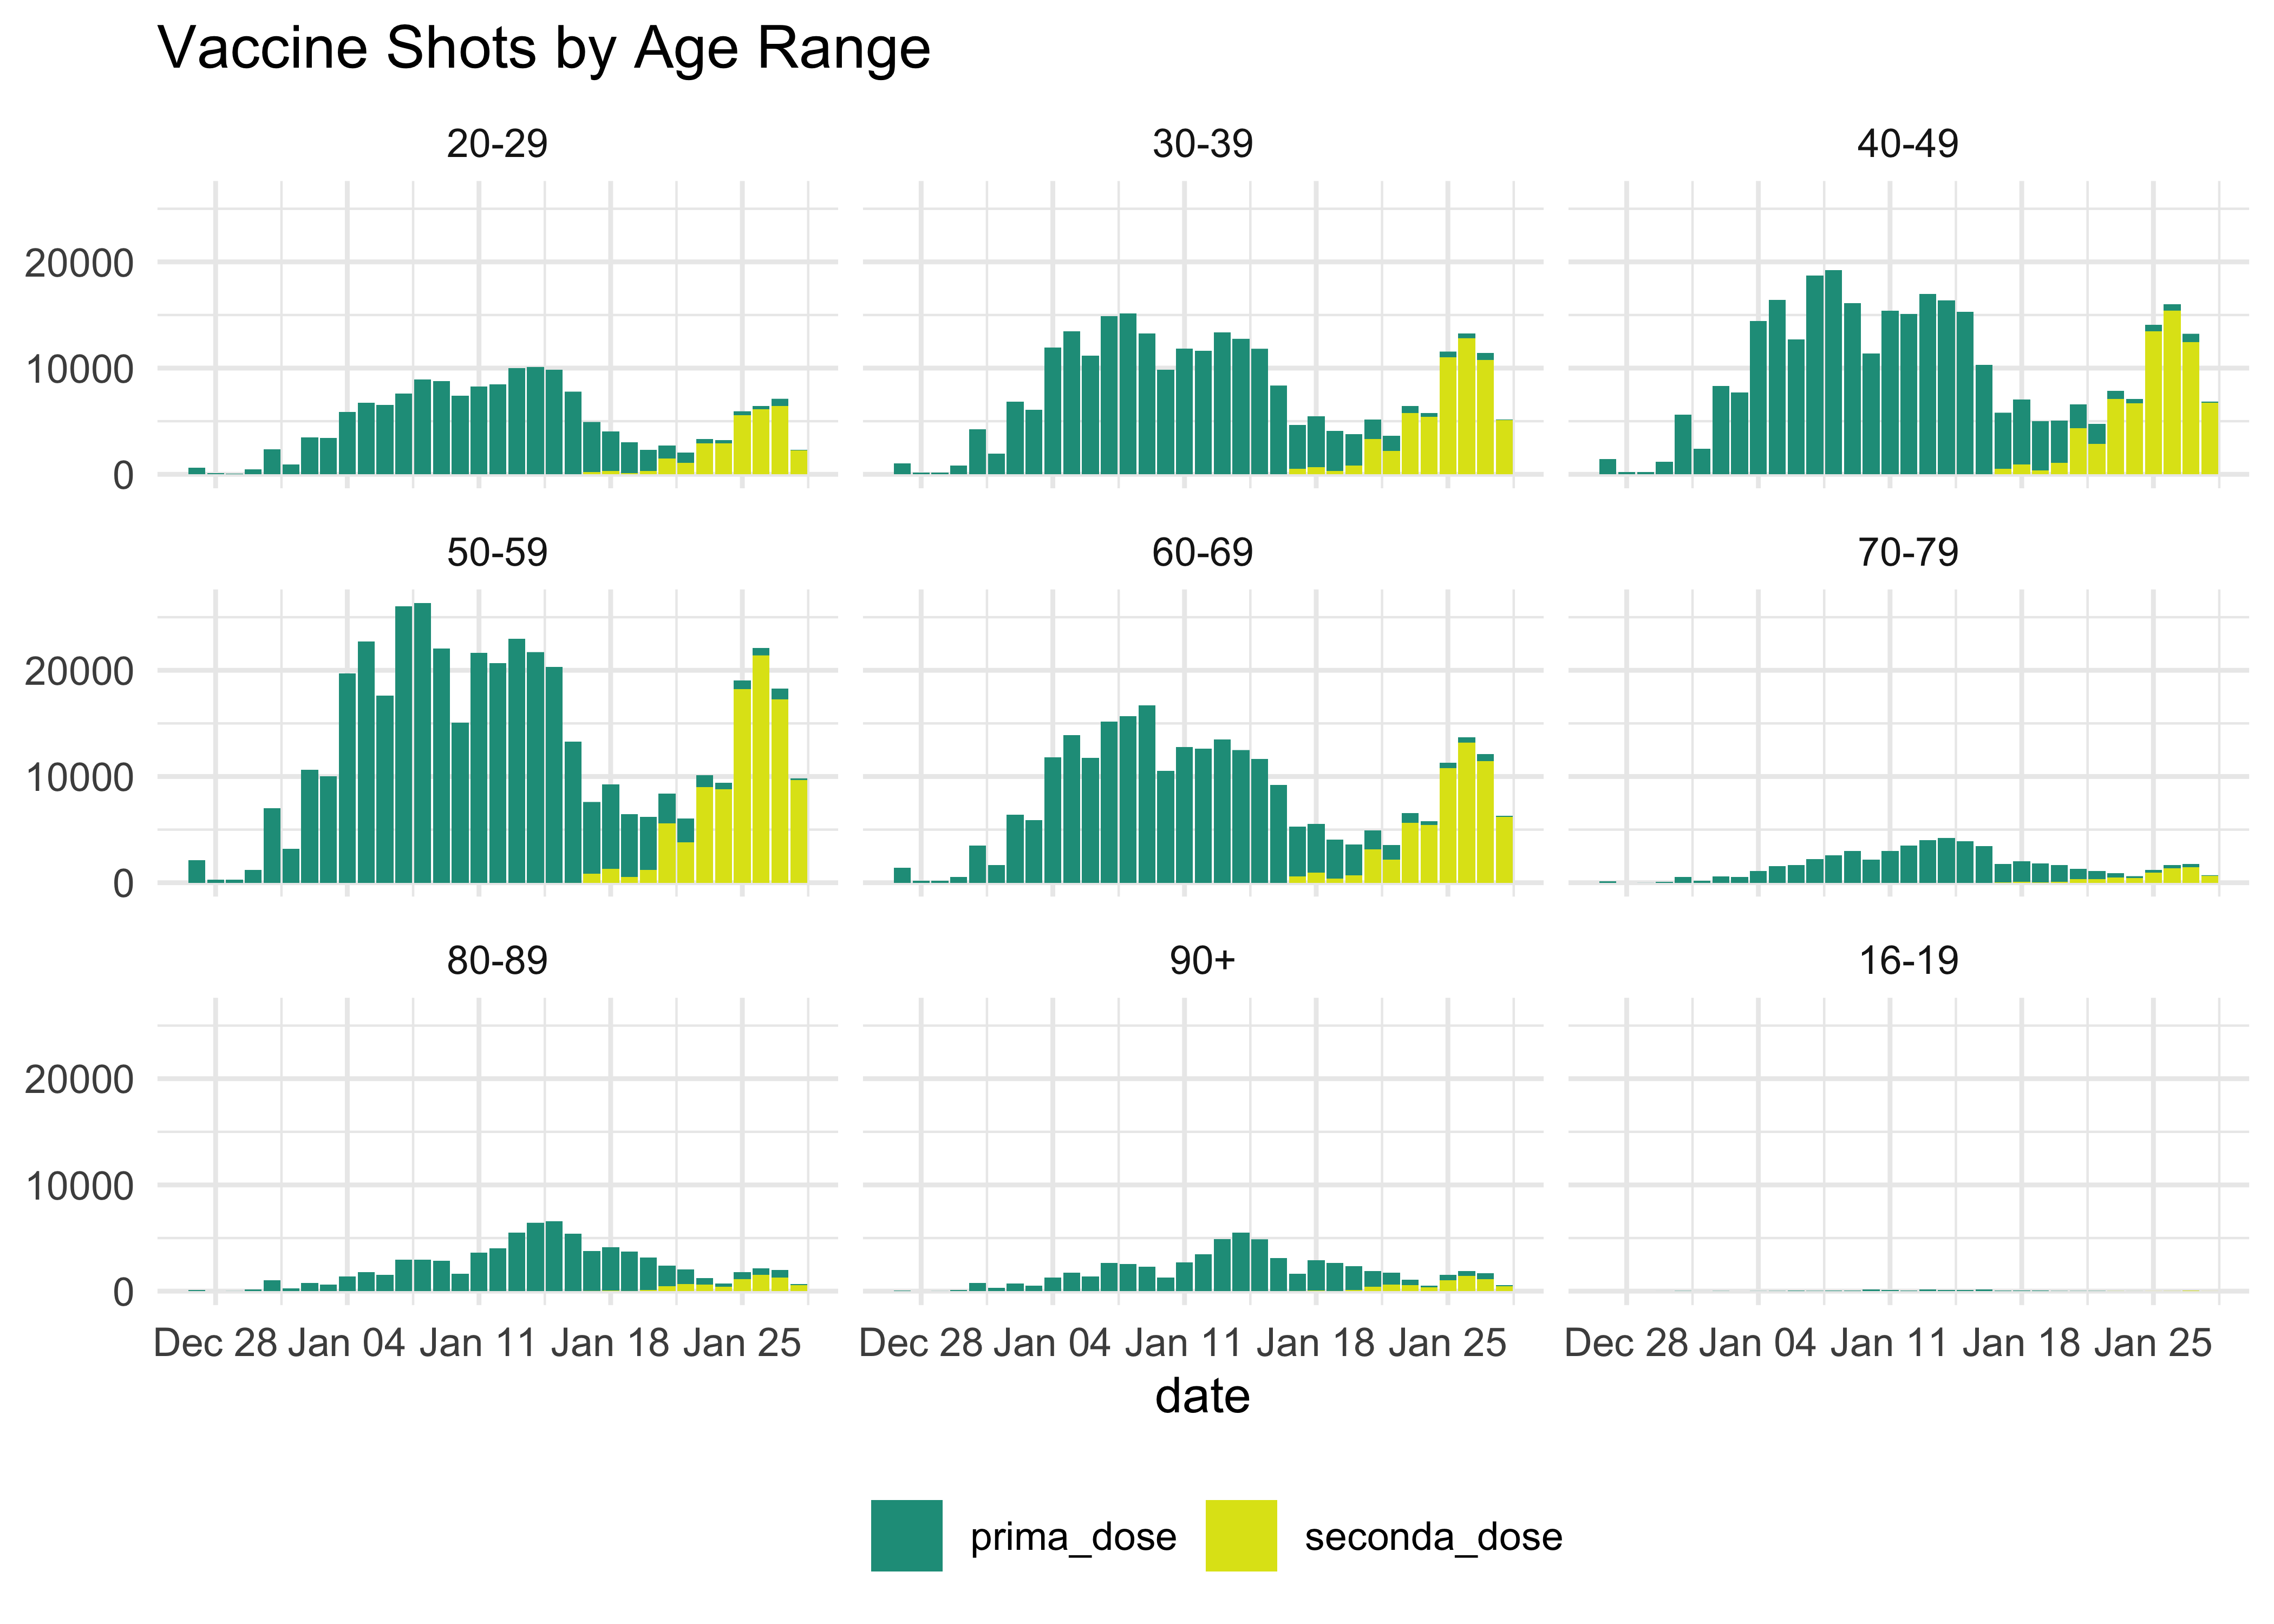 Vaccine Shots by Age Range
20-29 30-39 40-49
20000
10000
0
50-59 60-69 70-79
20000
10000
0
80-89 90+ 16-19
20000
10000
0
Dec 28 Jan 04 Jan 11 Jan 18 Jan 25 Dec 28 Jan 04 Jan 11 Jan 18 Jan 25 Dec 28 Jan 04 Jan 11 Jan 18 Jan 25
date
prima_dose seconda_dose